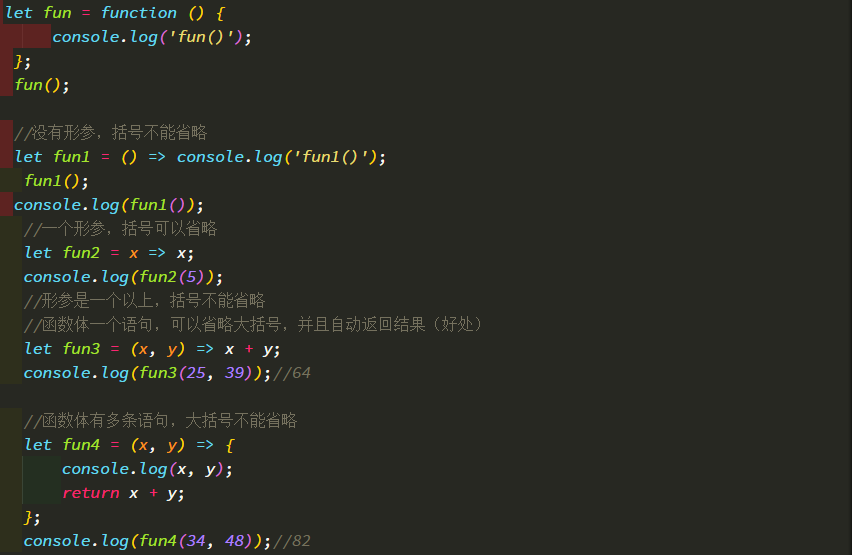 let fun = function () {
console.log('fun()');
};
fun();
//没有形参，括号不能省略
let fun1 = () => console.log('fun1()');
fun1();
console.log(fun1());
//一个形参，括号可以省略
let fun2 = x => x;
console.log(fun2(5));
//形参是一个以上，括号不能省略
//函数体一个语句，可以省略大括号，并且自动返回结果（好处）
let fun3 = (x, y) => x + y;
console.log(fun3(25, 39));//64
//函数体有多条语句，大括号不能省略
let fun4 = (x, y) => {
console.log(x, y);
return x + y;
};
console.log(fun4(34, 48));//82